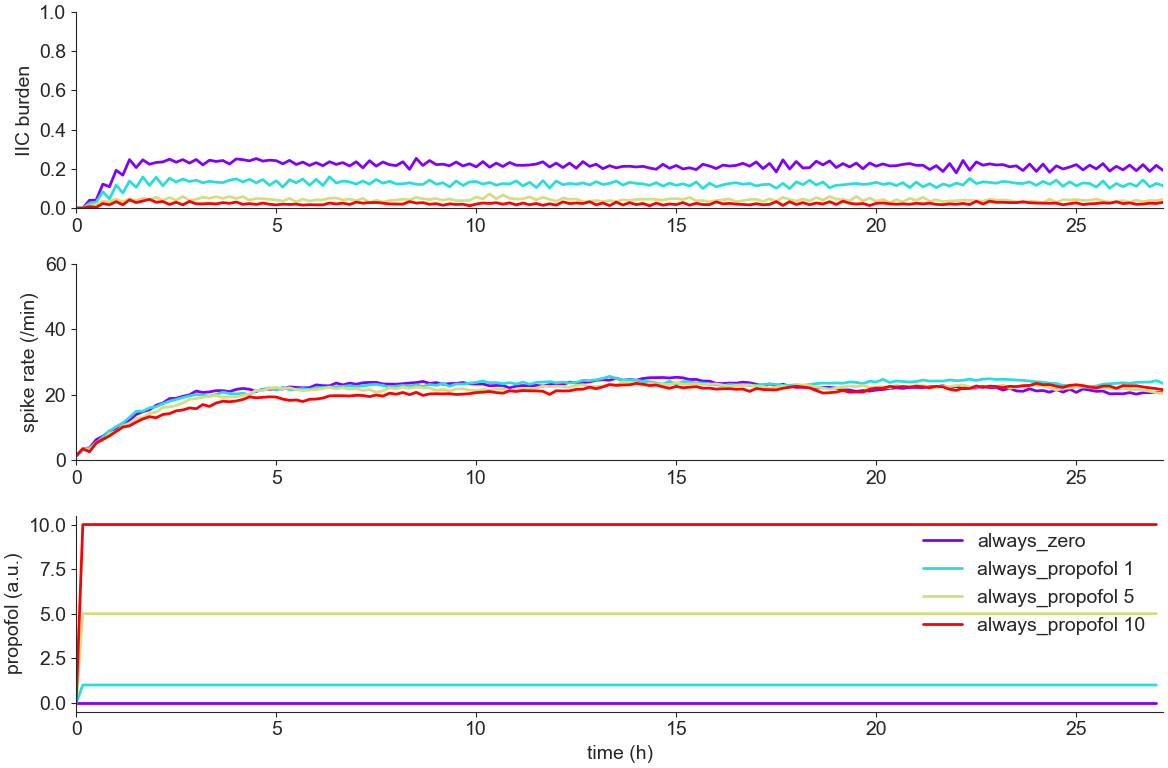 1.0
0.8
0.6
0.4
0.2
0.0
IIC burden
0 5 10 15 20 25
60
40
20
0
spike rate (/min)
0 5 10 15 20 25
10.0
7.5
5.0
2.5
0.0
propofol (a.u.)
always_zero
always_propofol 1
always_propofol 5
always_propofol 10
0 5 10 15 20 25
time (h)